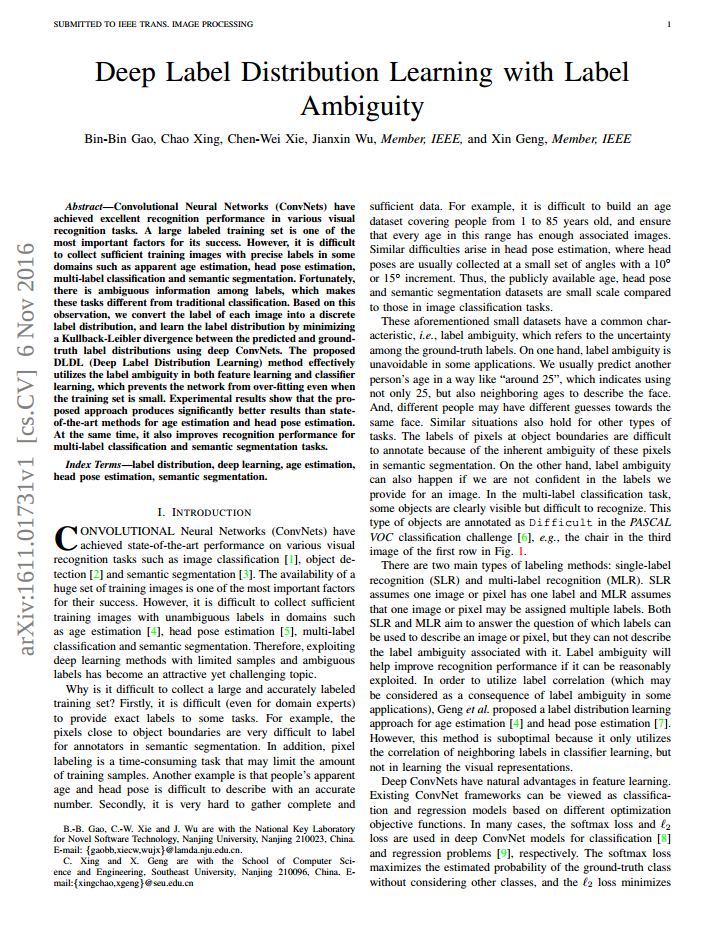 SUBMITTED TO IEEE TRANS. IMAGE PROCESSING
1
Deep Label Distribution Learning with Label
Ambiguity
Bin-Bin Gao, Chao Xing, Chen-Wei Xie, Jianxin Wu, Member, IEEE, and Xin Geng, Member, IEEE
arXiv:1611.01731v1 [cs.CV] 6 Nov 2016
Abstract—Convolutional Neural Networks (ConvNets) have
achieved excellent recognition performance in various visual
recognition tasks. A large labeled training set is one of the
most important factors for its success. However, it is difficult
to collect sufficient training images with precise labels in some
domains such as apparent age estimation, head pose estimation,
multi-label classification and semantic segmentation. Fortunately,
there is ambiguous information among labels, which makes
these tasks different from traditional classification. Based on this
observation, we convert the label of each image into a discrete
label distribution, and learn the label distribution by minimizing
a Kullback-Leibler divergence between the predicted and ground-
truth label distributions using deep ConvNets. The proposed
DLDL (Deep Label Distribution Learning) method effectively
utilizes the label ambiguity in both feature learning and classifier
learning, which prevents the network from over-fitting even when
the training set is small. Experimental results show that the pro-
posed approach produces significantly better results than state-
of-the-art methods for age estimation and head pose estimation.
At the same time, it also improves recognition performance for
multi-label classification and semantic segmentation tasks.
Index Terms—label distribution, deep learning, age estimation,
head pose estimation, semantic segmentation.
I. INTRODUCTION
CONVOLUTIONAL Neural Networks (ConvNets) have
achieved state-of-the-art performance on various visual
recognition tasks such as image classification [1], object de-
tection [2] and semantic segmentation [3]. The availability of a
huge set of training images is one of the most important factors
for their success. However, it is difficult to collect sufficient
training images with unambiguous labels in domains such
as age estimation [4], head pose estimation [5], multi-label
classification and semantic segmentation. Therefore, exploiting
deep learning methods with limited samples and ambiguous
labels has become an attractive yet challenging topic.
Why is it difficult to collect a large and accurately labeled
training set? Firstly, it is difficult (even for domain experts)
to provide exact labels to some tasks. For example, the
pixels close to object boundaries are very difficult to label
for annotators in semantic segmentation. In addition, pixel
labeling is a time-consuming task that may limit the amount
of training samples. Another example is that people's apparent
age and head pose is difficult to describe with an accurate
number. Secondly, it is very hard to gather complete and
B.-B. Gao, C.-W. Xie and J. Wu are with the National Key Laboratory
for Novel Software Technology, Nanjing University, Nanjing 210023, China.
E-mail: {gaobb,xiecw,wujx}@lamda.nju.edu.cn.
C. Xing and X. Geng are with the School of Computer Sci-
ence and Engineering, Southeast University, Nanjing 210096, China. E-
mail:{xingchao,xgeng}@seu.edu.cn
sufficient data. For example, it is difficult to build an age
dataset covering people from 1 to 85 years old, and ensure
that every age in this range has enough associated images.
Similar difficulties arise in head pose estimation, where head
poses are usually collected at a small set of angles with a 10°
or 15° increment. Thus, the publicly available age, head pose
and semantic segmentation datasets are small scale compared
to those in image classification tasks.
These aforementioned small datasets have a common char-
acteristic, i.e., label ambiguity, which refers to the uncertainty
among the ground-truth labels. On one hand, label ambiguity is
unavoidable in some applications. We usually predict another
person's age in a way like “around 25”, which indicates using
not only 25, but also neighboring ages to describe the face.
And, different people may have different guesses towards the
same face. Similar situations also hold for other types of
tasks. The labels of pixels at object boundaries are difficult
to annotate because of the inherent ambiguity of these pixels
in semantic segmentation. On the other hand, label ambiguity
can also happen if we are not confident in the labels we
provide for an image. In the multi-label classification task,
some objects are clearly visible but difficult to recognize. This
type of objects are annotated as Difficult in the PASCAL
VOC classification challenge [6], e.g., the chair in the third
image of the first row in Fig. 1.
There are two main types of labeling methods: single-label
recognition (SLR) and multi-label recognition (MLR). SLR
assumes one image or pixel has one label and MLR assumes
that one image or pixel may be assigned multiple labels. Both
SLR and MLR aim to answer the question of which labels can
be used to describe an image or pixel, but they can not describe
the label ambiguity associated with it. Label ambiguity will
help improve recognition performance if it can be reasonably
exploited. In order to utilize label correlation (which may
be considered as a consequence of label ambiguity in some
applications), Geng et al. proposed a label distribution learning
approach for age estimation [4] and head pose estimation [7].
However, this method is suboptimal because it only utilizes
the correlation of neighboring labels in classifier learning, but
not in learning the visual representations.
Deep ConvNets have natural advantages in feature learning.
Existing ConvNet frameworks can be viewed as classifica-
tion and regression models based on different optimization
objective functions. In many cases, the softmax loss and ℓ2
loss are used in deep ConvNet models for classification [8]
and regression problems [9], respectively. The softmax loss
maximizes the estimated probability of the ground-truth class
without considering other classes, and the ℓ2 loss minimizes